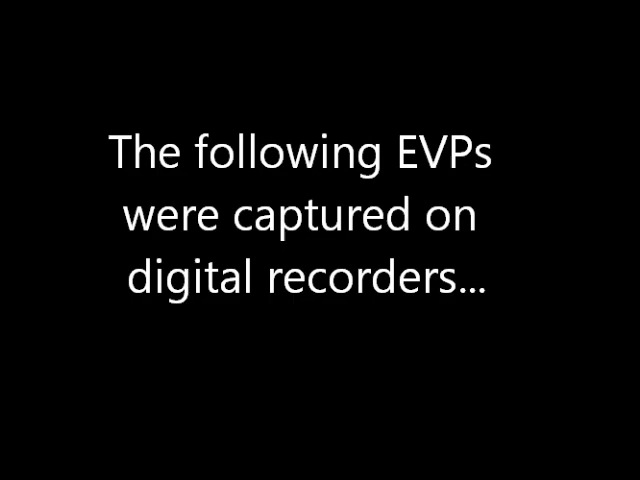 The following EVPs
were captured on
digital recorders...